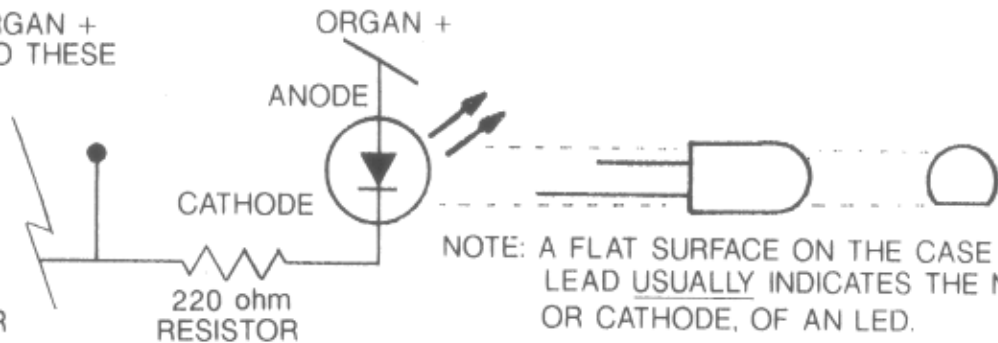 ORGAN +
THESE
ORGAN +
ANODE
CATHODE
220 ohm
RESISTOR
NOTE: A FLAT SURFACE ON THE CASE
LEAD USUALLY INDICATES THE
OR CATHODE, OF AN LED.